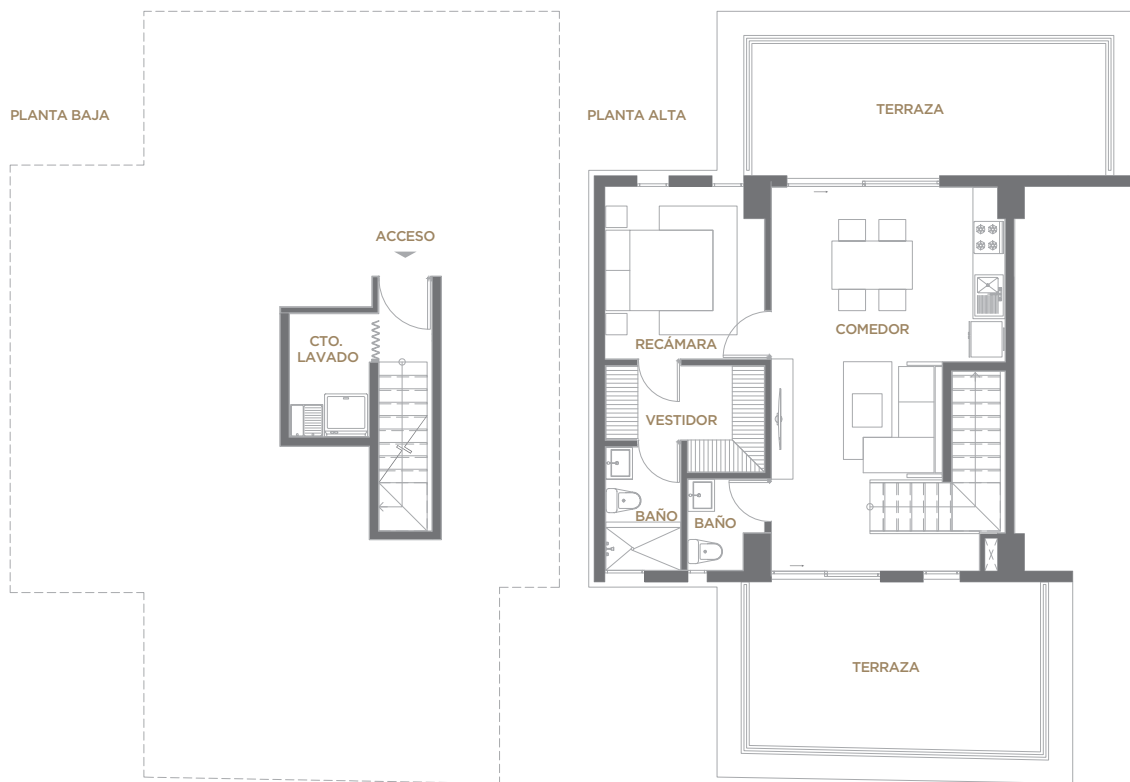 PLANTA BAJA
ACCESO
CTO.
LAVADO
PLANTA ALTA
TERRAZA
COMEDOR
RECÁMARA
VESTIDOR
BAÑO
BAÑO
TERRAZA